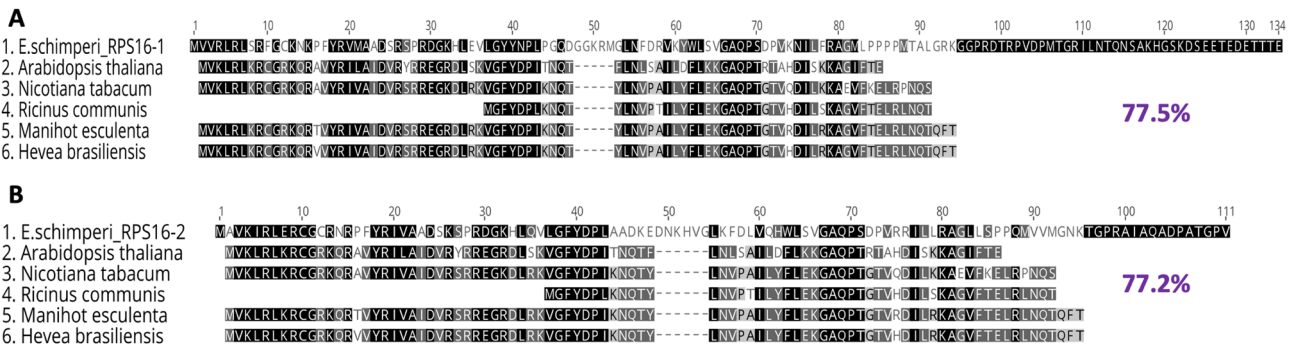 A
1 10 20 30 40 50 60 70 80 90 100 110 120 130 134
1. E.schimperi_RPS16-1 MVVRLRLSRFGCKNKPFYRVMAADSRSPRDGKHLEVLGYYNPLPGQDGGKRMGLNFDRVKYWLSVGAQPSDPVKNILFRAGVLPPPPMTALGRKGGPRDTRPVDPMTGRILNTQNSAKHGSKDSEETEDETTTE
2. Arabidopsis thaliana MVKLRLKRCGRKQRAVYRILAIDVRYRREGRDLSKVGFYDPITNQT-----FLNLSAILDFLKKGAQPTRTAHDISKKAGIFTE
3. Nicotiana tabacum MVKLRLKRCGRKQRAVYRIVAIDVRSRREGRDLRKVGFYDPIKNQT-----YLNVPAILYFLEKGAQPTGTVQDILKKAEVFKELRPNQS
4. Ricinus communis MGFYDPLKNQT-----YLNVPTILYFLEKGAQPTGTVHDILSKAGVFTELRLNQT
77.5%
5. Manihot esculenta MVKLRLKRCGRKQRTVYRIVAIDVRSRREGRDLRKVGFYDPIKNQT-----YLNVPAILYFLEKGAQPTGTVRDILRKAGVFTELRLNQTQFT
6. Hevea brasiliensis MVKLRLKRCGRKQRVVYRIVAIDVRSRREGRDLRKVGFYDPIKNQT-----YLNVPAILYFLEKGAQPTGTVHDILRKAGVFTELRLNQTQFT
B
1 10 20 30 40 50 60 70 80 90 100 111
1. E.schimperi_RPS16-2 MAVKIRLERCGCRNRPFYRIVAADSKSPRDGKHLQVLGFYDPLAADKEDNKHVGLKFDLVQHWLSVGAQPSDPVRRILLRAGLLSPPQMVVMGNKTGPRAIAQADPATGPV
2. Arabidopsis thaliana MVKLRLKRCGRKQRAVYRILAIDVRYRREGRDLSKVGFYDPITNQTF------LNLSAILDFLKKGAQPTRTAHDISKKAGIFTE
3. Nicotiana tabacum MVKLRLKRCGRKQRAVYRIVAIDVRSRREGKDLRKVGFYDPIKNQTY------LNVPAILYFLEKGAQPTGTVQDILKKAEVFKELRPNQS
4. Ricinus communis MGFYDPLKNQTY------LNVPTILYFLEKGAQPTGTVHDILSKAGVFTELRLNQT
77.2%
5. Manihot esculenta MVKLRLKRCGRKQRTVYRIVAIDVRSRREGRDLRKVGFYDPIKNQTY------LNVPAILYFLEKGAQPTGTVRDILRKAGVFTELRLNQTQFT
6. Hevea brasiliensis MVKLRLKRCGRKQRVVYRIVAIDVRSRREGRDLRKVGFYDPIKNQTY------LNVPAILYFLEKGAQPTGTVHDILRKAGVFTELRLNQTQFT